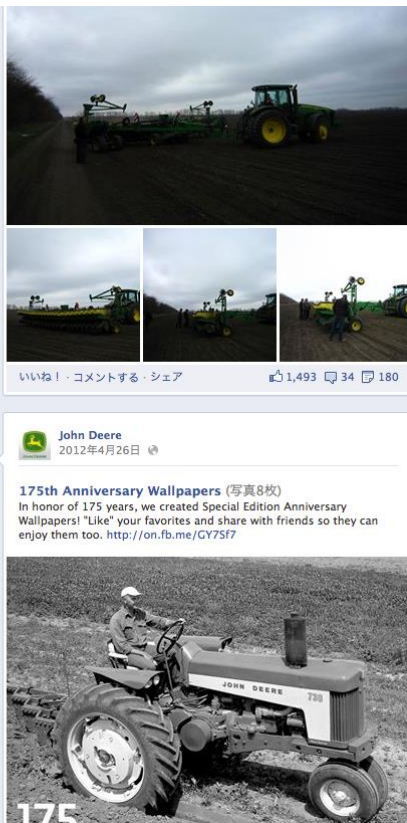 いいね！・コメントする・シェア 1,493 34 180
John Deere
2012年4月26日
175th Anniversary Wallpapers (写真8枚)
In honor of 175 years, we created Special Edition Anniversary
Wallpapers! "Like" your favorites and share with friends so they can
enjoy them too. http://on.fb.me/GY7Sf7
JOHN DEERE 730
175